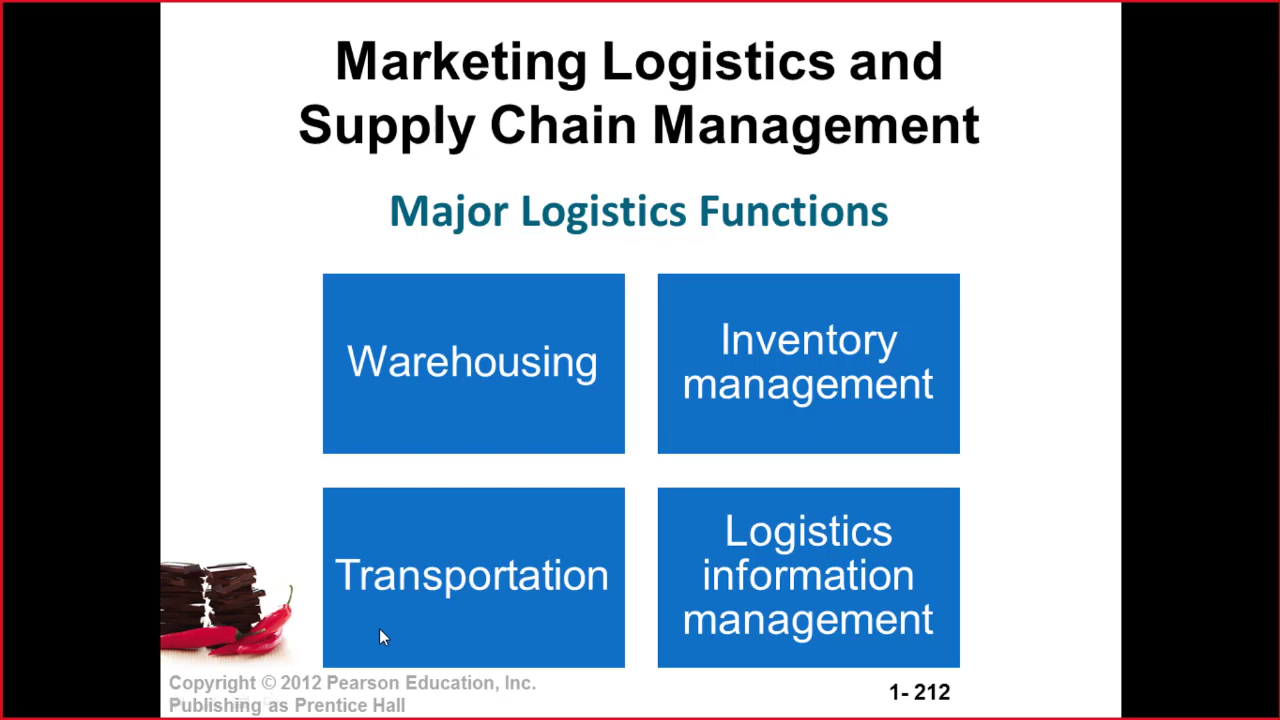 Marketing Logistics and
Supply Chain Management
Major Logistics Functions
Warehousing
Inventory
management
Transportation
Logistics
information
management
Copyright © 2012 Pearson Education, Inc.
Publishing as Prentice Hall
1- 212